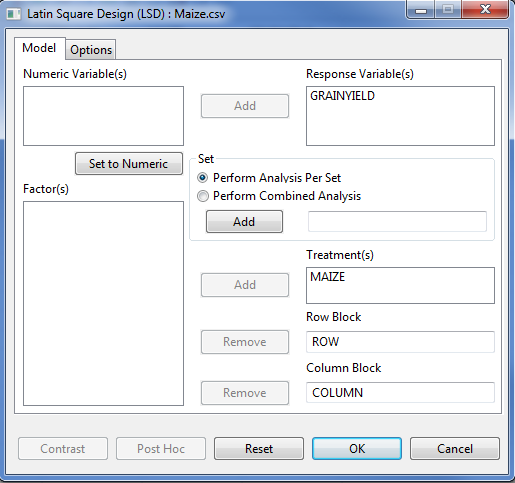 Latin Square Design (LSD) : Maize.csv
Model
Options
Numeric Variable(s)
Response Variable(s)
Add
GRAINYIELD
Set to Numeric
Set
Perform Analysis Per Set
Perform Combined Analysis
Add
Factor(s)
Treatment(s)
Add
MAIZE
Row Block
Remove
ROW
Column Block
Remove
COLUMN
Contrast
Post Hoc
Reset
OK
Cancel